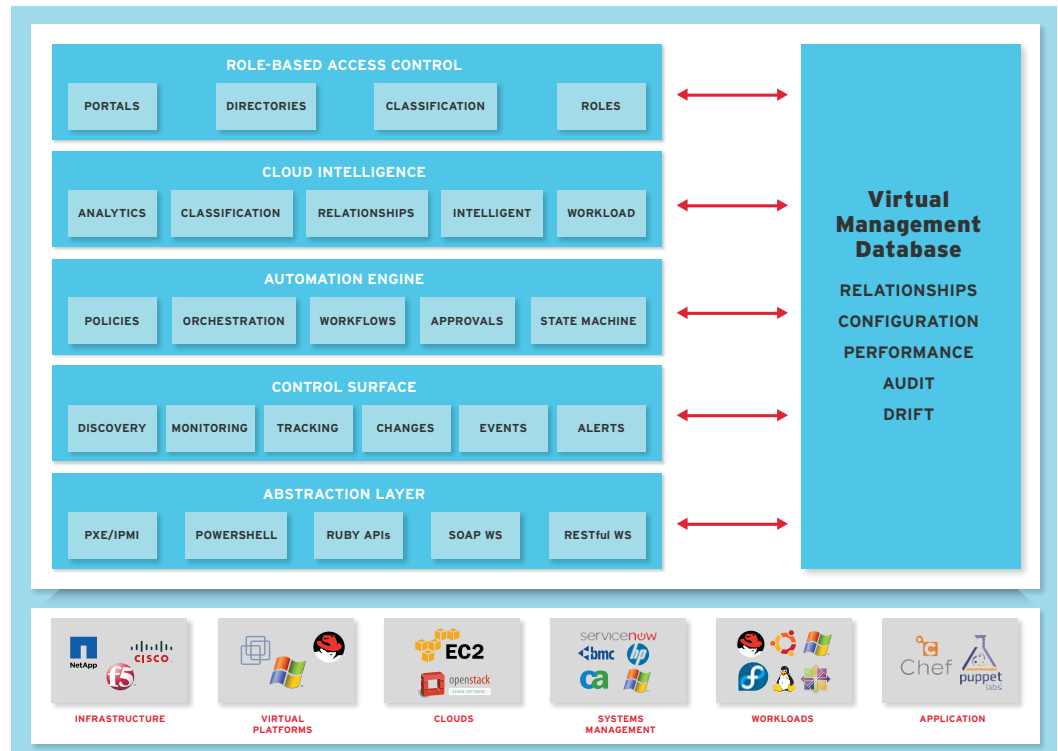 ROLE-BASED ACCESS CONTROL
PORTALS
DIRECTORIES
CLASSIFICATION
ROLES
CLOUD INTELLIGENCE
ANALYTICS
CLASSIFICATION
RELATIONSHIPS
INTELLIGENT
WORKLOAD
AUTOMATION ENGINE
POLICIES
ORCHESTRATION
WORKFLOWS
APPROVALS
STATE MACHINE
CONTROL SURFACE
DISCOVERY
MONITORING
TRACKING
CHANGES
EVENTS
ALERTS
ABSTRACTION LAYER
PXE/IPMI
POWERSHELL
RUBY APIs
SOAP WS
RESTful WS
Virtual
Management
Database
RELATIONSHIPS
CONFIGURATION
PERFORMANCE
AUDIT
DRIFT
NetApp
CISCO
f5
INFRASTRUCTURE
VIRTUAL
PLATFORMS
EC2
openstack
CLOUD SOFTWARE
CLOUDS
servicenow
bmc
hp
ca
SYSTEMS
MANAGEMENT
WORKLOADS
Chef
puppet
labs
APPLICATION